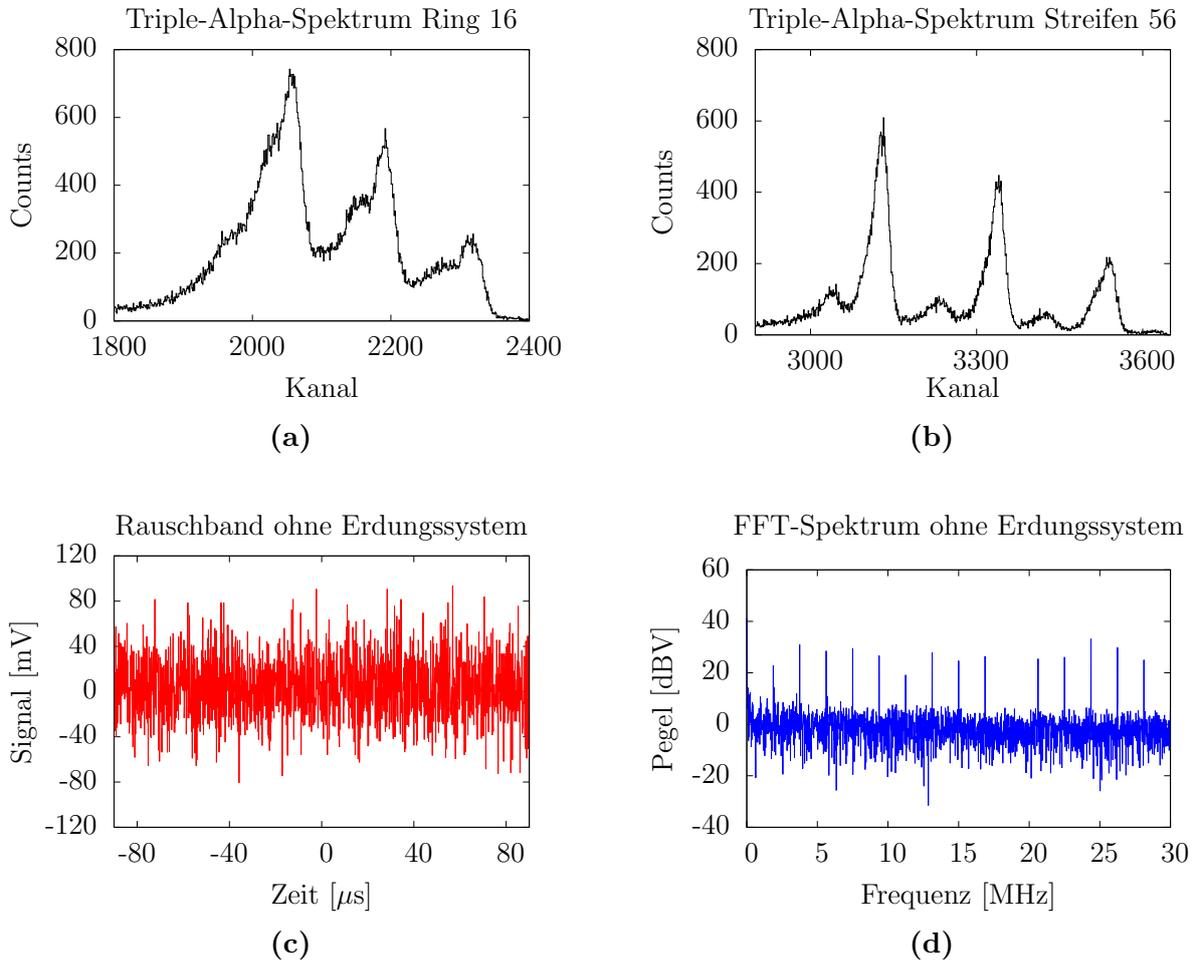 Triple-Alpha-Spektrum Ring 16
800
600
400
200
0
Counts
1800 2000 2200 2400
Kanal
(a)
Triple-Alpha-Spektrum Streifen 56
800
600
400
200
0
Counts
3000 3300 3600
Kanal
(b)
Rauschband ohne Erdungssystem
120
80
40
0
-40
-80
-120
Signal [mV]
-80 -40 0 40 80
Zeit [μs]
(c)
FFT-Spektrum ohne Erdungssystem
60
40
20
0
-20
-40
Pegel [dBV]
0 5 10 15 20 25 30
Frequenz [MHz]
(d)